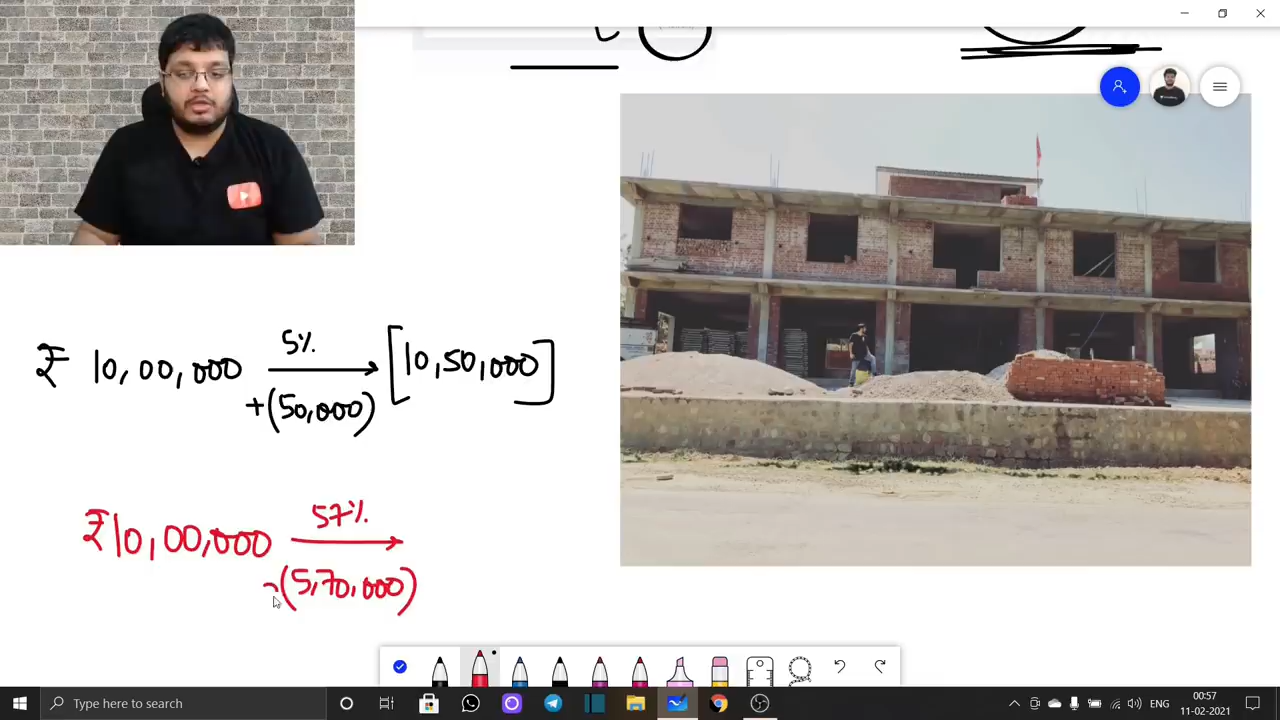 ₹ 10,00,000 5% [10,50,000]
+(50,000)
₹10,00,000 57%
-(5,70,000)
Type here to search
ENG
00:57
11-02-2021